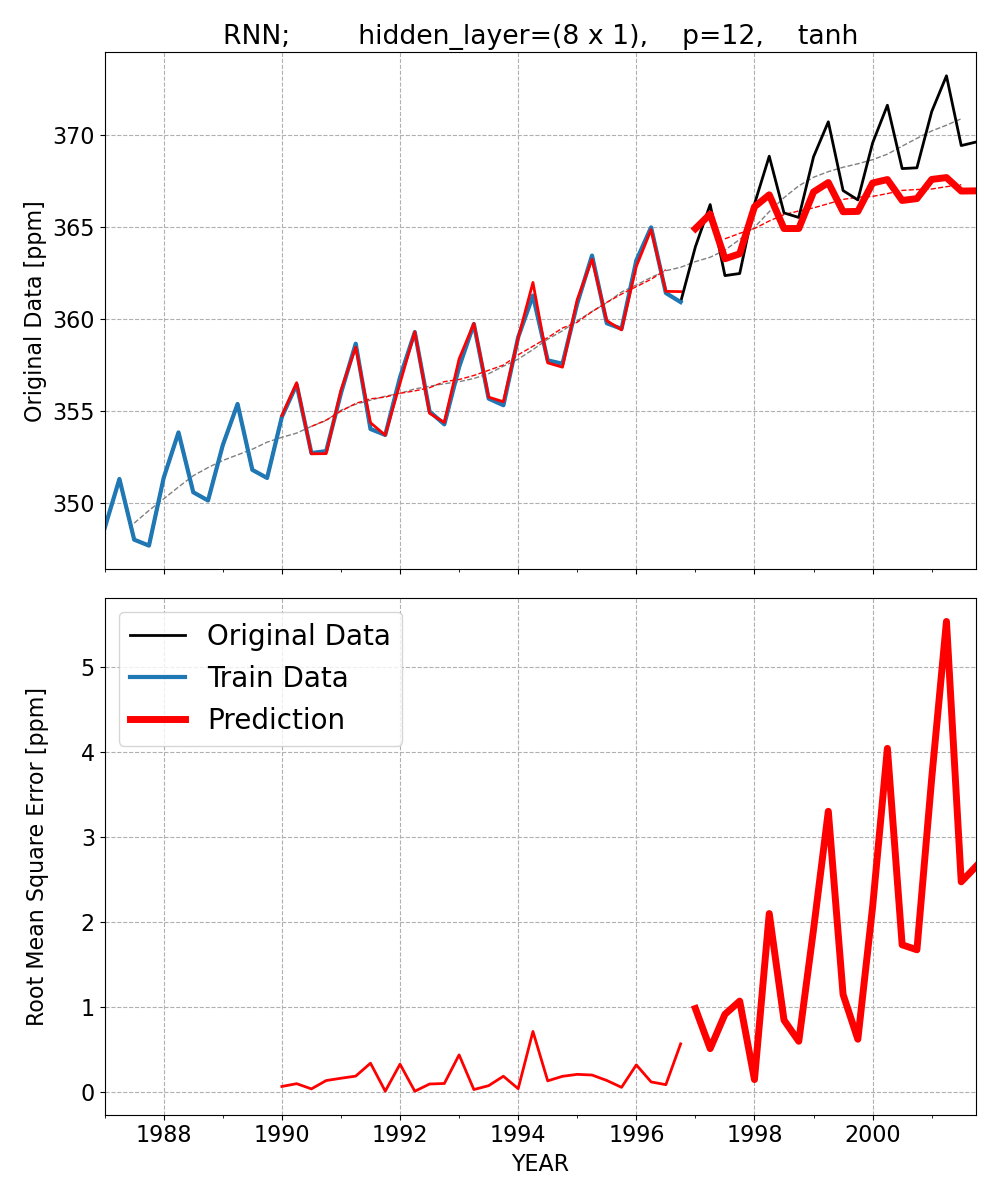 RNN; hidden_layer=(8 x 1), p=12, tanh
Original Data [ppm]
370
365
360
355
350
Root Mean Square Error [ppm]
Original Data
Train Data
Prediction
5
4
3
2
1
0
1988 1990 1992 1994 1996 1998 2000
YEAR